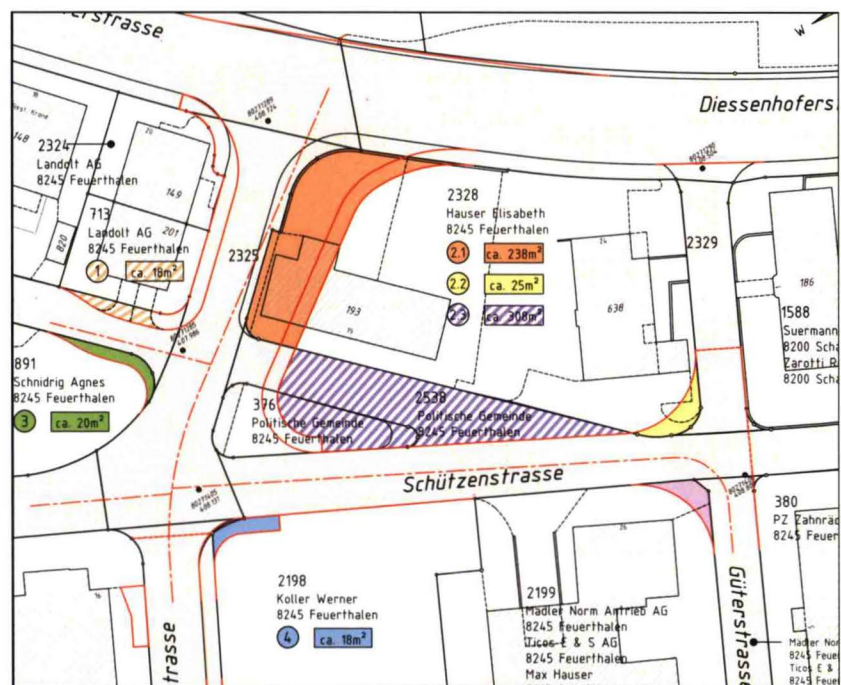 erstrasse
W
Diessenhofers
2324
Landolt AG
8245 Feuerthalen
148
149
20
713
Landolt AG
8245 Feuerthalen
201
820
1 ca. 18m²
2325
2328
Hauser Elisabeth
8245 Feuerthalen
2.1 ca. 238m²
2.2 ca. 25m²
2.3 ca. 308m²
2329
193
638
186
1588
Suermann
8200 Scha
Zarotti R
8200 Scha
891
Schnidrig Agnes
8245 Feuerthalen
3 ca. 20m²
376
Politische Gemeinde
8245 Feuerthalen
2538
Politische Gemeinde
8245 Feuerthalen
Schützenstrasse
380
PZ Zahnräd
8245 Feuer
2198
Koller Werner
8245 Feuerthalen
4 ca. 18m²
2199
Mädler Norm Antrieb AG
8245 Feuerthalen
Ticos E & S AG
8245 Feuerthalen
Max Hauser
trasse
Güterstrasse
Mädler Nor
8245 Feue
Ticos E &
8245 Feue